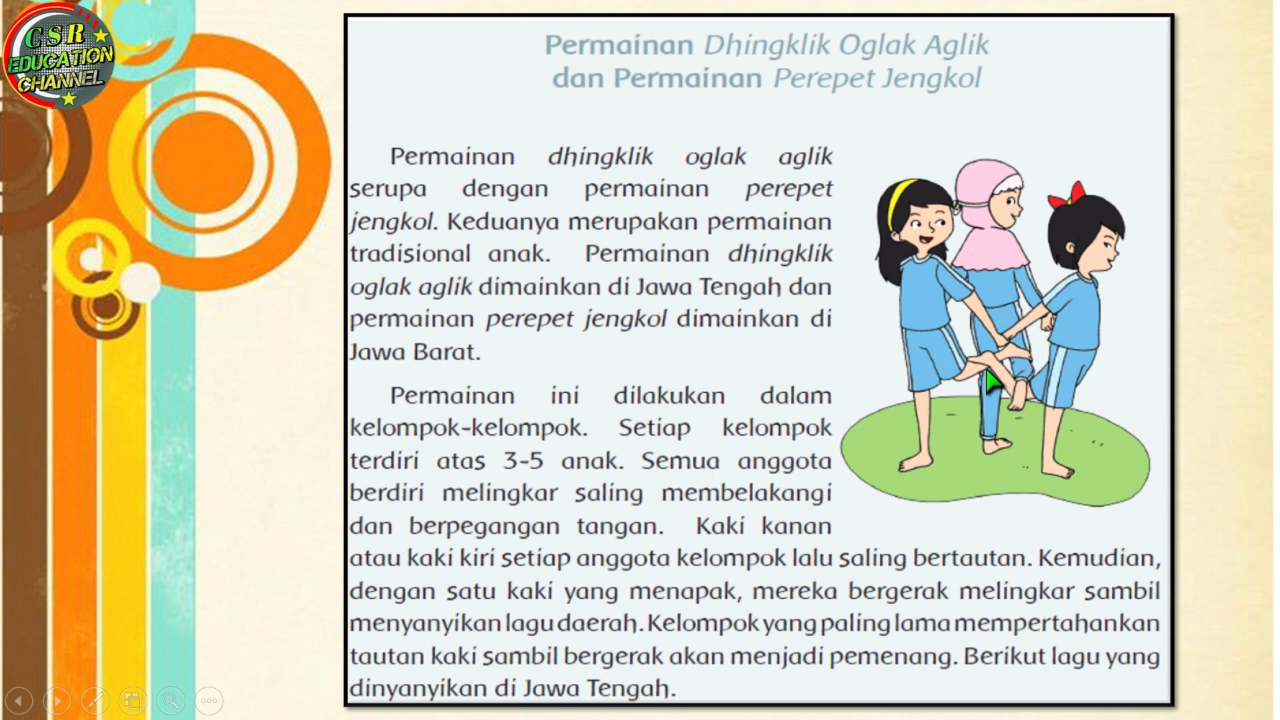 CSR
EDUCATION
CHANNEL
Permainan Dhingklik Oglak Aglik
dan Permainan Perepet Jengkol
Permainan dhingklik oglak aglik
serupa dengan permainan perepet
jengkol. Keduanya merupakan permainan
tradisional anak. Permainan dhingklik
oglak aglik dimainkan di Jawa Tengah dan
permainan perepet jengkol dimainkan di
Jawa Barat.
Permainan ini dilakukan dalam
kelompok-kelompok. Setiap kelompok
terdiri atas 3-5 anak. Semua anggota
berdiri melingkar saling membelakangi
dan berpegangan tangan. Kaki kanan
atau kaki kiri setiap anggota kelompok lalu saling bertautan. Kemudian,
dengan satu kaki yang menapak, mereka bergerak melingkar sambil
menyanyikan lagu daerah. Kelompok yang paling lama mempertahankan
tautan kaki sambil bergerak akan menjadi pemenang. Berikut lagu yang
dinyanyikan di Jawa Tengah.